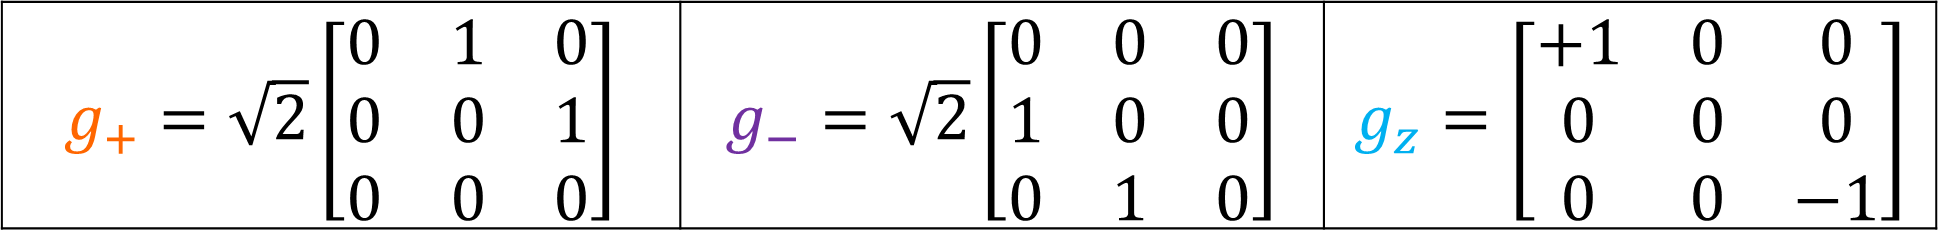 g₊ = √2 [0 1 0; 0 0 1; 0 0 0]
g₋ = √2 [0 0 0; 1 0 0; 0 1 0]
g_z = [+1 0 0; 0 0 0; 0 0 −1]